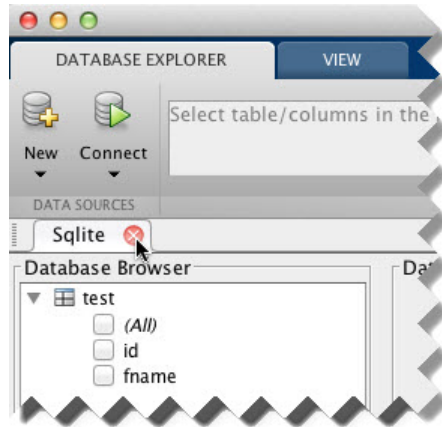 DATABASE EXPLORER VIEW
Select table/columns in the
New Connect
DATA SOURCES
Sqlite
Database Browser
test
(All)
id
fname